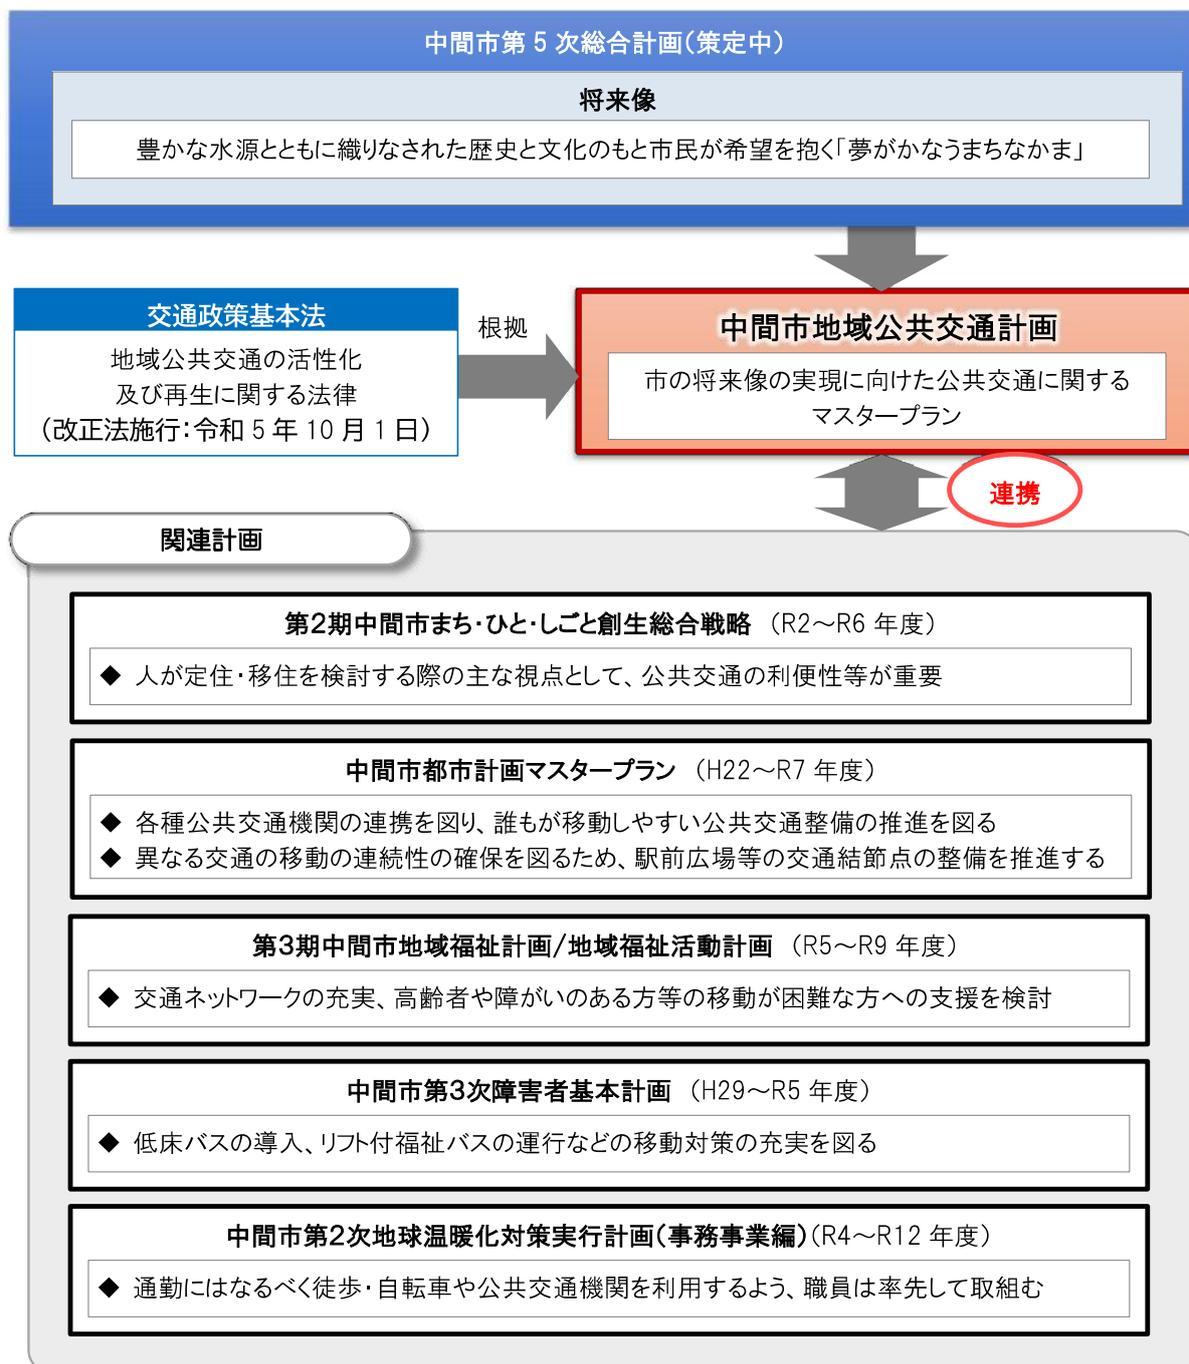 中間市第5次総合計画(策定中)
将来像
豊かな水源とともに織りなされた歴史と文化のもと市民が希望を抱く「夢がかなうまちなかま」
交通政策基本法
地域公共交通の活性化
及び再生に関する法律
(改正法施行:令和5年10月1日)
根拠
中間市地域公共交通計画
市の将来像の実現に向けた公共交通に関する
マスタープラン
連携
関連計画
第2期中間市まち・ひと・しごと創生総合戦略 (R2~R6年度)
◆ 人が定住・移住を検討する際の主な視点として、公共交通の利便性等が重要
中間市都市計画マスタープラン (H22~R7年度)
◆ 各種公共交通機関の連携を図り、誰もが移動しやすい公共交通整備の推進を図る
◆ 異なる交通の移動の連続性の確保を図るため、駅前広場等の交通結節点の整備を推進する
第3期中間市地域福祉計画/地域福祉活動計画 (R5~R9年度)
◆ 交通ネットワークの充実、高齢者や障がいのある方等の移動が困難な方への支援を検討
中間市第3次障害者基本計画 (H29~R5年度)
◆ 低床バスの導入、リフト付福祉バスの運行などの移動対策の充実を図る
中間市第2次地球温暖化対策実行計画(事務事業編)(R4~R12年度)
◆ 通勤にはなるべく徒歩・自転車や公共交通機関を利用するよう、職員は率先して取組む